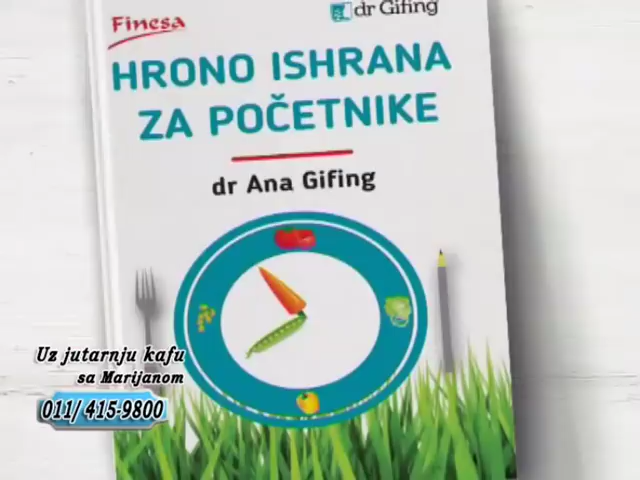 Finesa
dr Gifing
HRONO ISHRANA
ZA POČETNIKE
dr Ana Gifing
Uz jutarnju kafu
sa Marijanom
011/ 415-9800